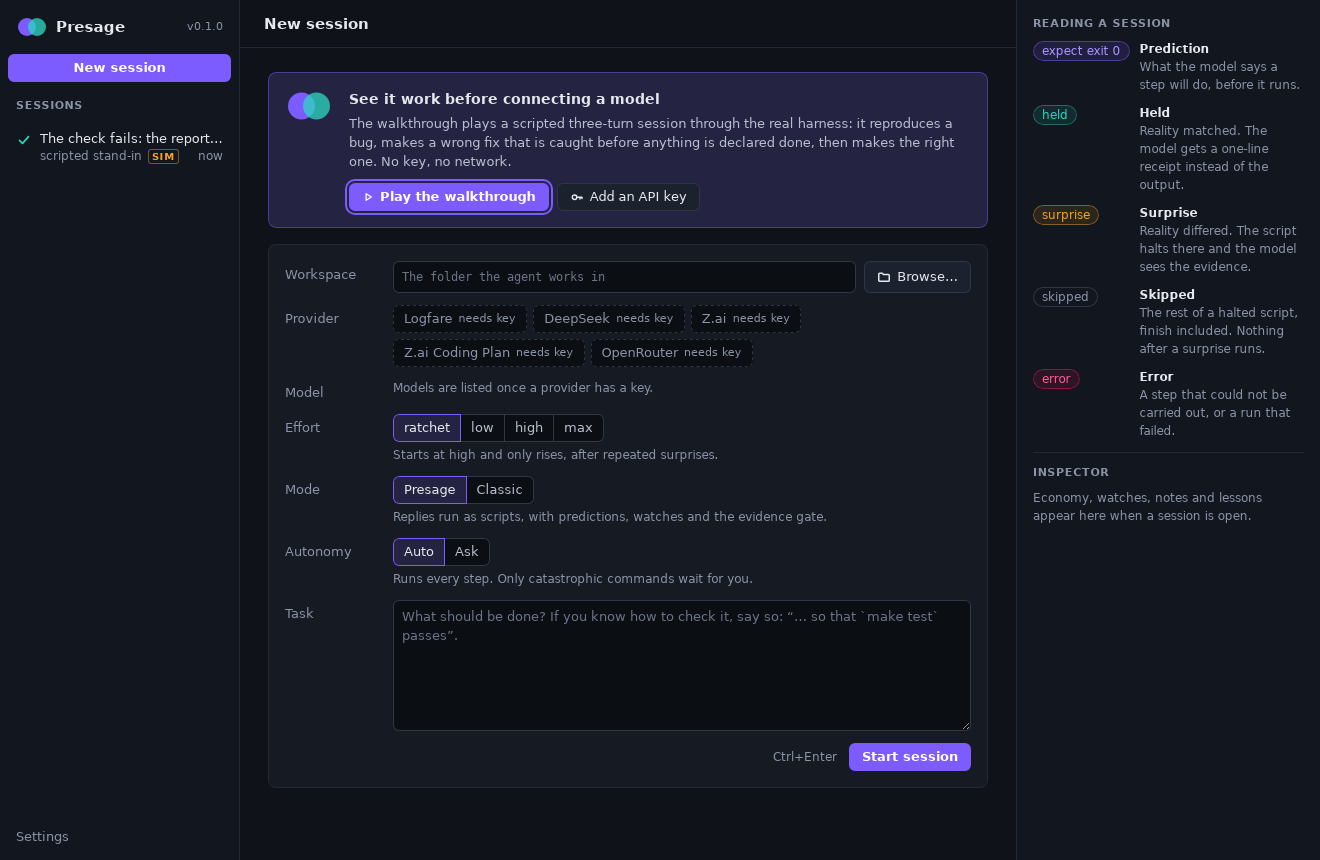 Presage
v0.1.0
New session
SESSIONS
The check fails: the report…
scripted stand-in SIM now
Settings
New session
See it work before connecting a model
The walkthrough plays a scripted three-turn session through the real harness: it reproduces a
bug, makes a wrong fix that is caught before anything is declared done, then makes the right
one. No key, no network.
Play the walkthrough
Add an API key
Workspace
The folder the agent works in
Browse…
Provider
Logfare needs key
DeepSeek needs key
Z.ai needs key
Z.ai Coding Plan needs key
OpenRouter needs key
Model
Models are listed once a provider has a key.
Effort
ratchet low high max
Starts at high and only rises, after repeated surprises.
Mode
Presage Classic
Replies run as scripts, with predictions, watches and the evidence gate.
Autonomy
Auto Ask
Runs every step. Only catastrophic commands wait for you.
Task
What should be done? If you know how to check it, say so: “… so that `make test`
passes”.
Ctrl+Enter
Start session
READING A SESSION
expect exit 0
Prediction
What the model says a
step will do, before it runs.
held
Held
Reality matched. The
model gets a one-line
receipt instead of the
output.
surprise
Surprise
Reality differed. The script
halts there and the model
sees the evidence.
skipped
Skipped
The rest of a halted script,
finish included. Nothing
after a surprise runs.
error
Error
A step that could not be
carried out, or a run that
failed.
INSPECTOR
Economy, watches, notes and lessons
appear here when a session is open.